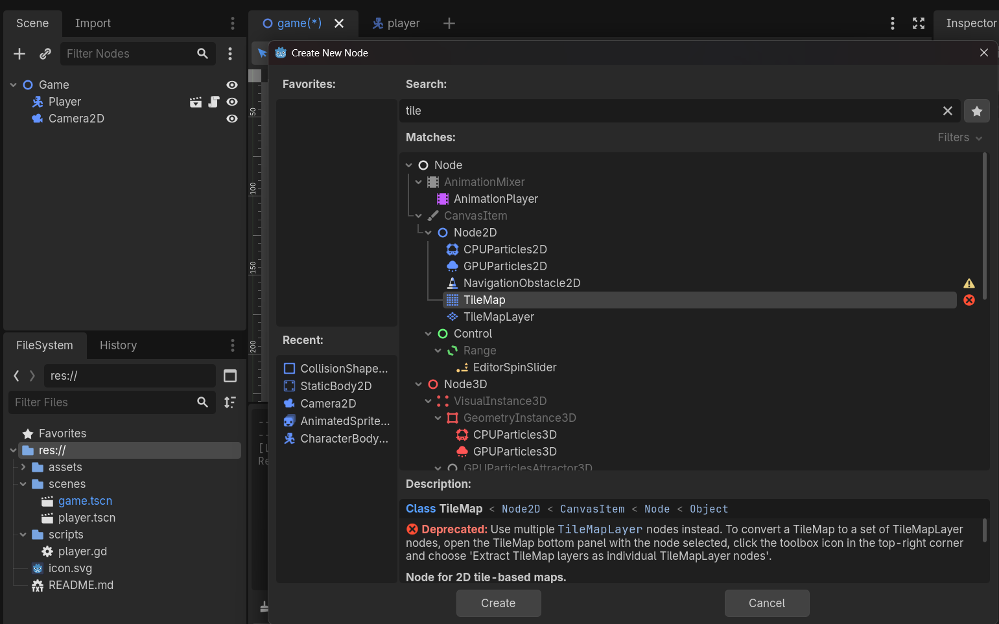 Scene
Import
game(*)
player
Inspector
Filter Nodes
Game
Player
Camera2D
FileSystem
History
res://
Filter Files
Favorites
res://
assets
scenes
game.tscn
player.tscn
scripts
player.gd
icon.svg
README.md
50
100
150
200
Create New Node
Favorites:
Recent:
CollisionShape...
StaticBody2D
Camera2D
AnimatedSprite...
CharacterBody...
Search:
tile
Matches:
Filters
Node
AnimationMixer
AnimationPlayer
CanvasItem
Node2D
CPUParticles2D
GPUParticles2D
NavigationObstacle2D
TileMap
TileMapLayer
Control
Range
EditorSpinSlider
Node3D
VisualInstance3D
GeometryInstance3D
CPUParticles3D
GPUParticles3D
GPUParticlesAttractor3D
Description:
Class TileMap < Node2D < CanvasItem < Node < Object
Deprecated: Use multiple TileMapLayer nodes instead. To convert a TileMap to a set of TileMapLayer
nodes, open the TileMap bottom panel with the node selected, click the toolbox icon in the top-right corner
and choose 'Extract TileMap layers as individual TileMapLayer nodes'.
Node for 2D tile-based maps.
Create
Cancel